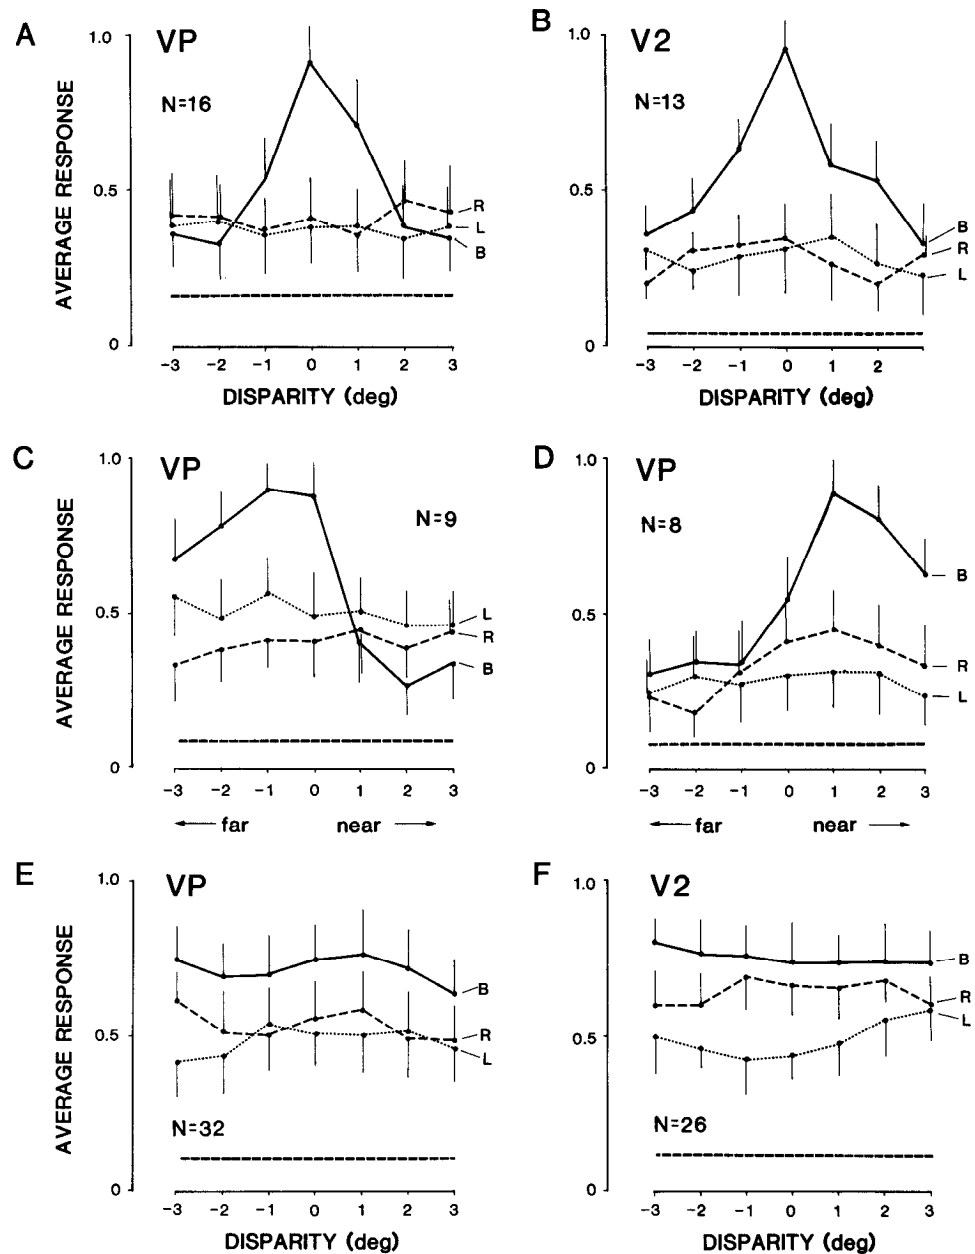 A
VP
N=16
AVERAGE RESPONSE
1.0
0.5
0
R
L
B
-3 -2 -1 0 1 2 3
DISPARITY (deg)
B
V2
N=13
1.0
0.5
0
B
R
L
-3 -2 -1 0 1 2 3
DISPARITY (deg)
C
VP
N=9
AVERAGE RESPONSE
1.0
0.5
0
L
R
B
-3 -2 -1 0 1 2 3
far near
D
VP
N=8
1.0
0.5
0
B
R
L
-3 -2 -1 0 1 2 3
far near
E
VP
AVERAGE RESPONSE
1.0
0.5
0
B
R
L
N=32
-3 -2 -1 0 1 2 3
DISPARITY (deg)
F
V2
1.0
0.5
0
B
R
L
N=26
-3 -2 -1 0 1 2 3
DISPARITY (deg)